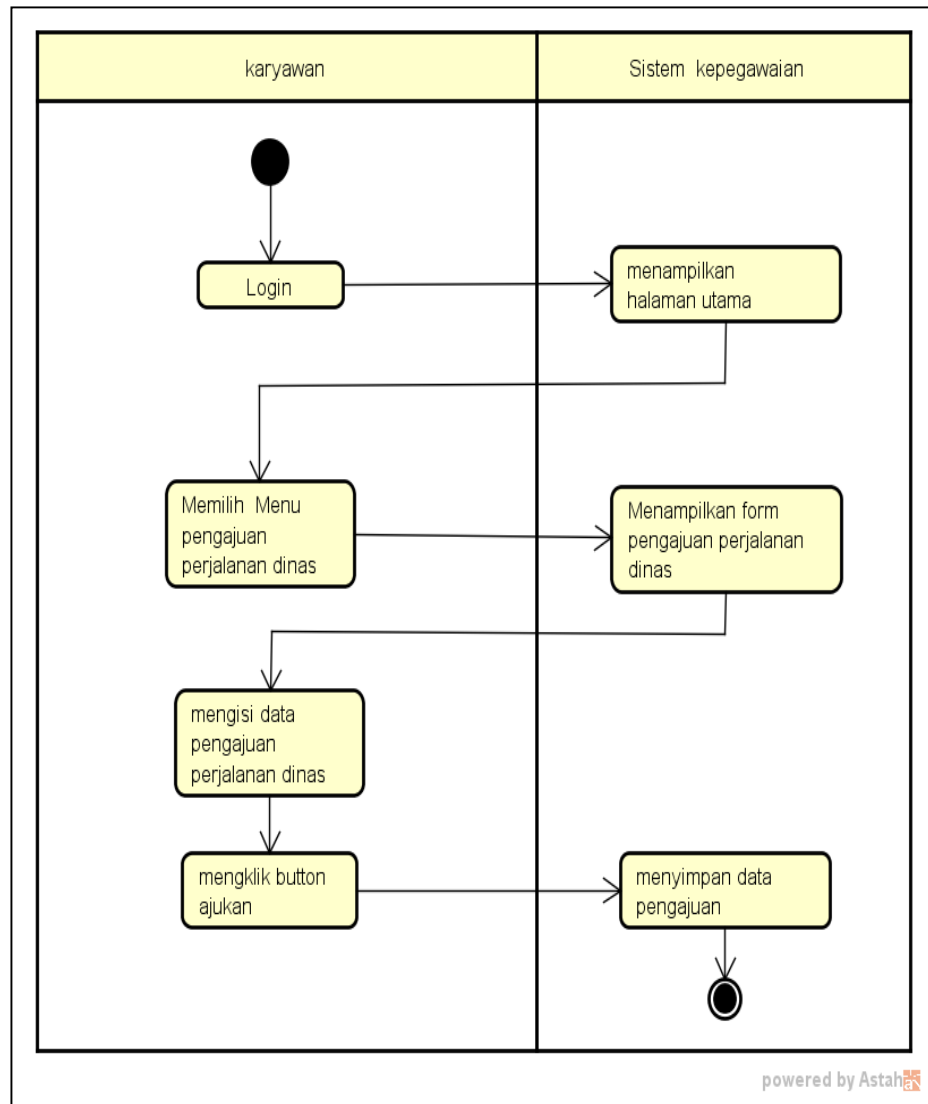 karyawan
Sistem kepegawaian
Login
menampilkan
halaman utama
Memilih Menu
pengajuan
perjalanan dinas
Menampilkan form
pengajuan perjalanan
dinas
mengisi data
pengajuan
perjalanan dinas
mengklik button
ajukan
menyimpan data
pengajuan
powered by Astah